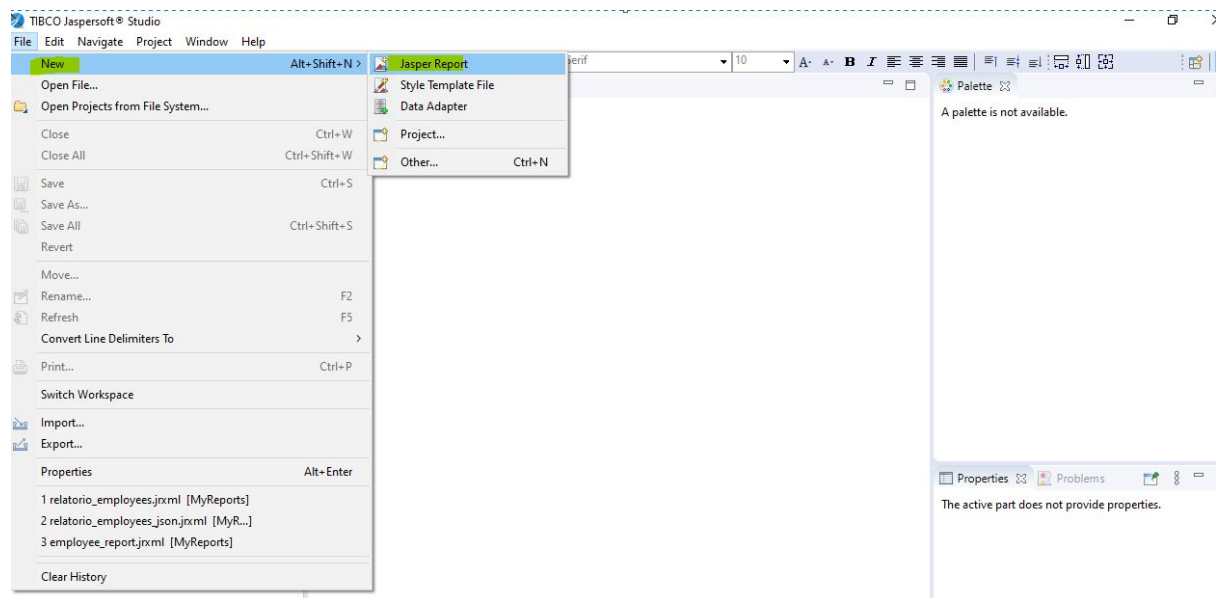 TIBCO Jaspersoft® Studio
File Edit Navigate Project Window Help
New Alt+Shift+N >
Open File...
Open Projects from File System...
Close Ctrl+W
Close All Ctrl+Shift+W
Save Ctrl+S
Save As...
Save All Ctrl+Shift+S
Revert
Move...
Rename... F2
Refresh F5
Convert Line Delimiters To >
Print... Ctrl+P
Switch Workspace
Import...
Export...
Properties Alt+Enter
1 relatorio_employees.jrxml [MyReports]
2 relatorio_employees_json.jrxml [MyR...]
3 employee_report.jrxml [MyReports]
Clear History
Jasper Report
Style Template File
Data Adapter
Project...
Other... Ctrl+N
erif 10 A A B I
Palette
A palette is not available.
Properties Problems
The active part does not provide properties.